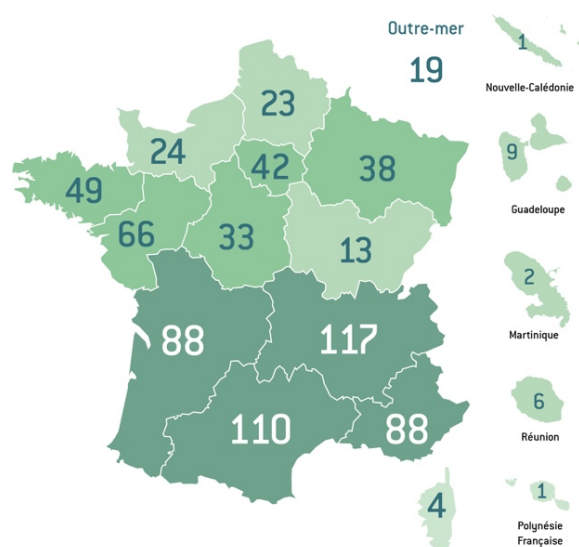 Outre-mer
19
1
Nouvelle-Calédonie
23
24
42
38
49
66
33
13
9
Guadeloupe
88
117
2
Martinique
110
88
6
Réunion
4
1
Polynésie
Française